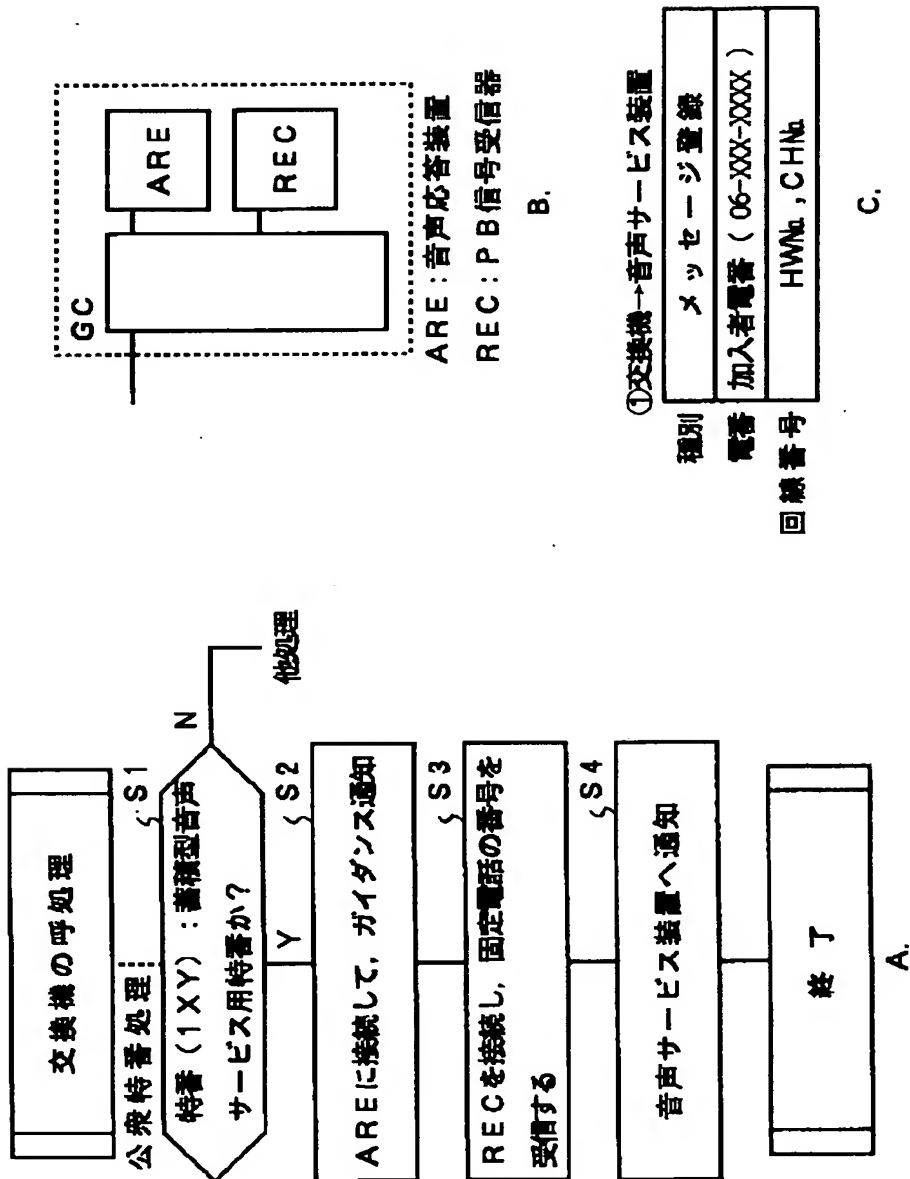 交換機の呼処理
公衆特番処理
S1
特番(1XY):蓄積型音声
サービス用特番か?
N
他処理
Y
S2
AREに接続して,ガイダンス通知
S3
RECを接続し,固定電話の番号を
受信する
S4
音声サービス装置へ通知
終了
A.
GC
ARE
REC
ARE:音声応答装置
REC:PB信号受信器
B.
①交換機→音声サービス装置
種別
メッセージ登録
電番
加入者電番(06-XXX-XXXX)
回線番号
HW№,CH№
C.